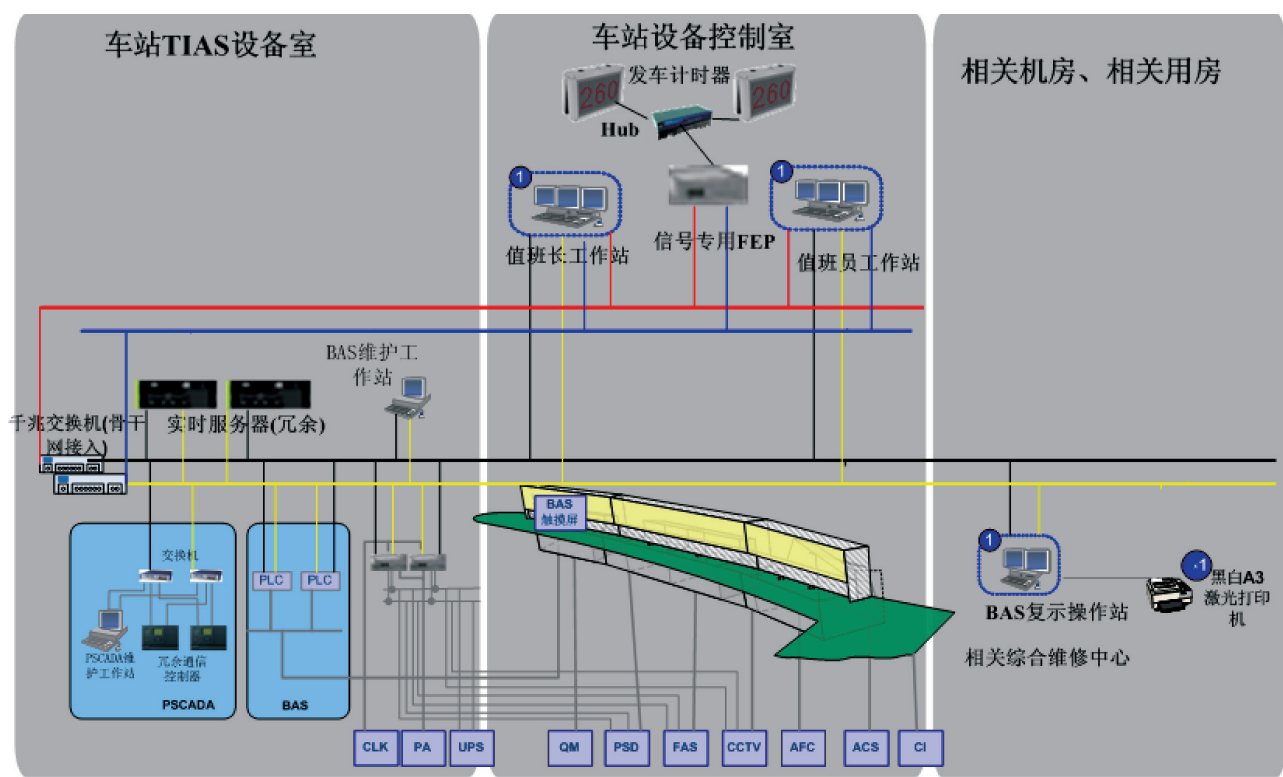 车站TIAS设备室
车站设备控制室
相关机房、相关用房
发车计时器
260
260
Hub
1
1
值班长工作站
信号专用FEP
值班员工作站
BAS维护工
作站
千兆交换机(骨干
网接入)
实时服务器(冗余)
BAS
触摸屏
交换机
PLC
PLC
PSCADA维
护工作站
冗余通信
控制器
PSCADA
BAS
1
BAS复示操作站
相关综合维修中心
·1
黑白A3
激光打印
机
CLK
PA
UPS
QM
PSD
FAS
CCTV
AFC
ACS
CI